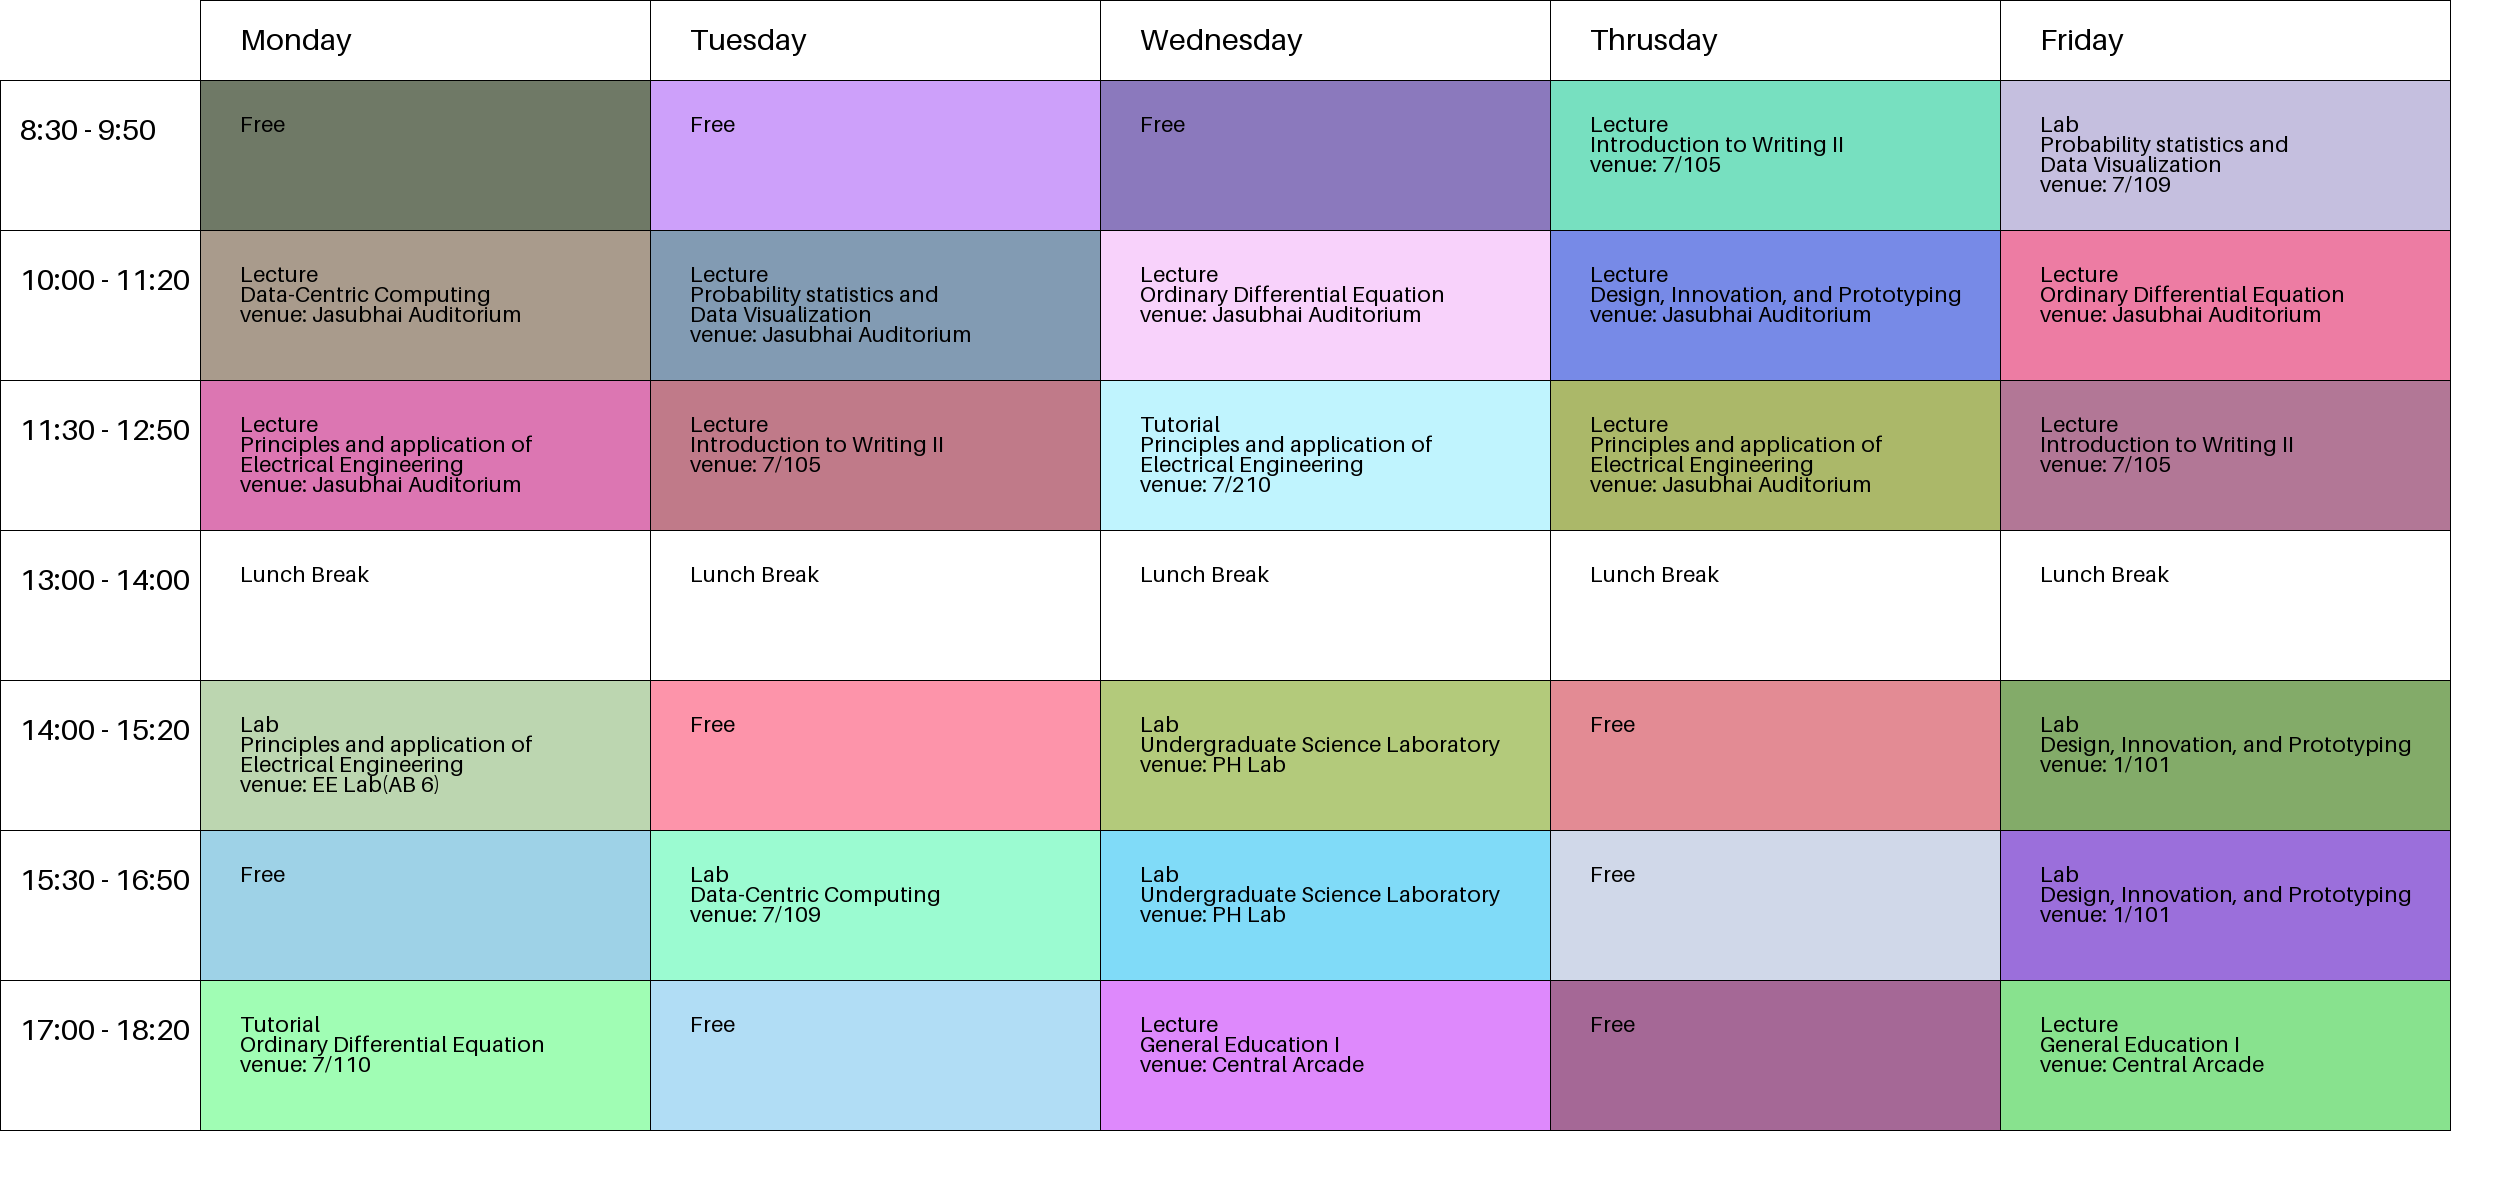 Monday
Tuesday
Wednesday
Thrusday
Friday
8:30 - 9:50
Free
Free
Free
Lecture
Introduction to Writing II
venue: 7/105
Lab
Probability statistics and
Data Visualization
venue: 7/109
10:00 - 11:20
Lecture
Data-Centric Computing
venue: Jasubhai Auditorium
Lecture
Probability statistics and
Data Visualization
venue: Jasubhai Auditorium
Lecture
Ordinary Differential Equation
venue: Jasubhai Auditorium
Lecture
Design, Innovation, and Prototyping
venue: Jasubhai Auditorium
Lecture
Ordinary Differential Equation
venue: Jasubhai Auditorium
11:30 - 12:50
Lecture
Principles and application of
Electrical Engineering
venue: Jasubhai Auditorium
Lecture
Introduction to Writing II
venue: 7/105
Tutorial
Principles and application of
Electrical Engineering
venue: 7/210
Lecture
Principles and application of
Electrical Engineering
venue: Jasubhai Auditorium
Lecture
Introduction to Writing II
venue: 7/105
13:00 - 14:00
Lunch Break
Lunch Break
Lunch Break
Lunch Break
Lunch Break
14:00 - 15:20
Lab
Principles and application of
Electrical Engineering
venue: EE Lab(AB 6)
Free
Lab
Undergraduate Science Laboratory
venue: PH Lab
Free
Lab
Design, Innovation, and Prototyping
venue: 1/101
15:30 - 16:50
Free
Lab
Data-Centric Computing
venue: 7/109
Lab
Undergraduate Science Laboratory
venue: PH Lab
Free
Lab
Design, Innovation, and Prototyping
venue: 1/101
17:00 - 18:20
Tutorial
Ordinary Differential Equation
venue: 7/110
Free
Lecture
General Education I
venue: Central Arcade
Free
Lecture
General Education I
venue: Central Arcade